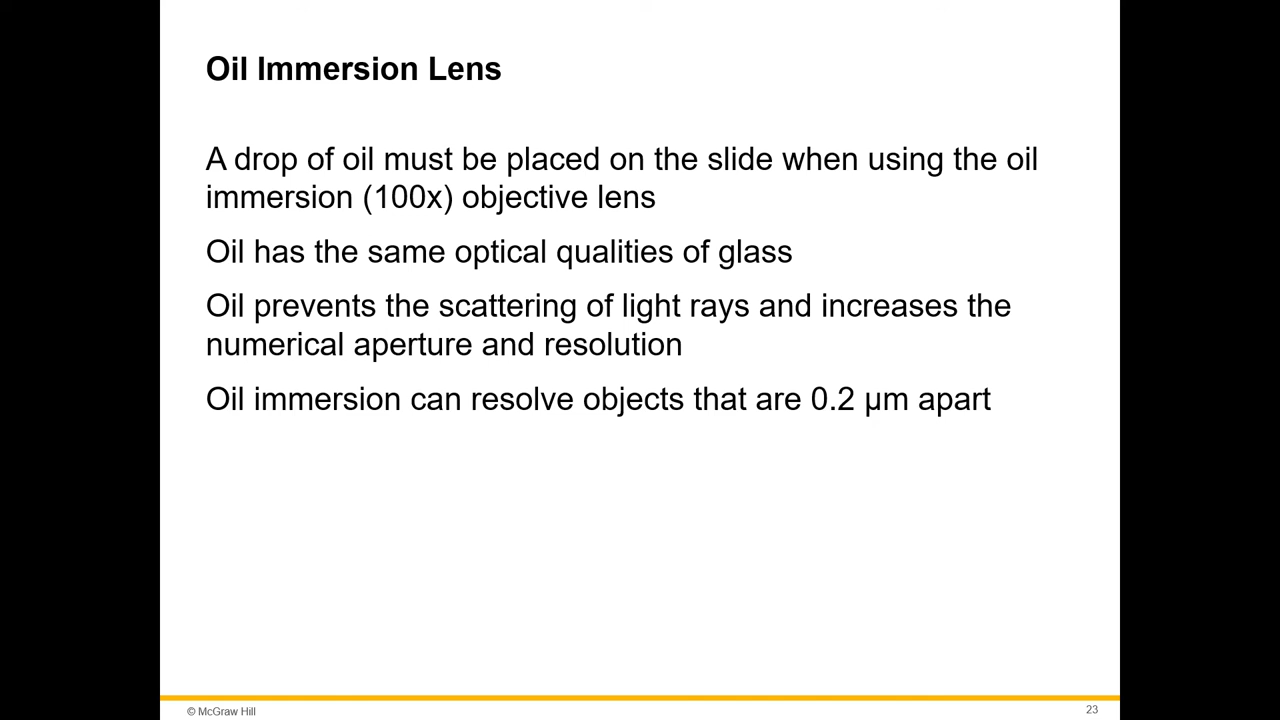 Oil Immersion Lens
A drop of oil must be placed on the slide when using the oil
immersion (100x) objective lens
Oil has the same optical qualities of glass
Oil prevents the scattering of light rays and increases the
numerical aperture and resolution
Oil immersion can resolve objects that are 0.2 μm apart
© McGraw Hill
23